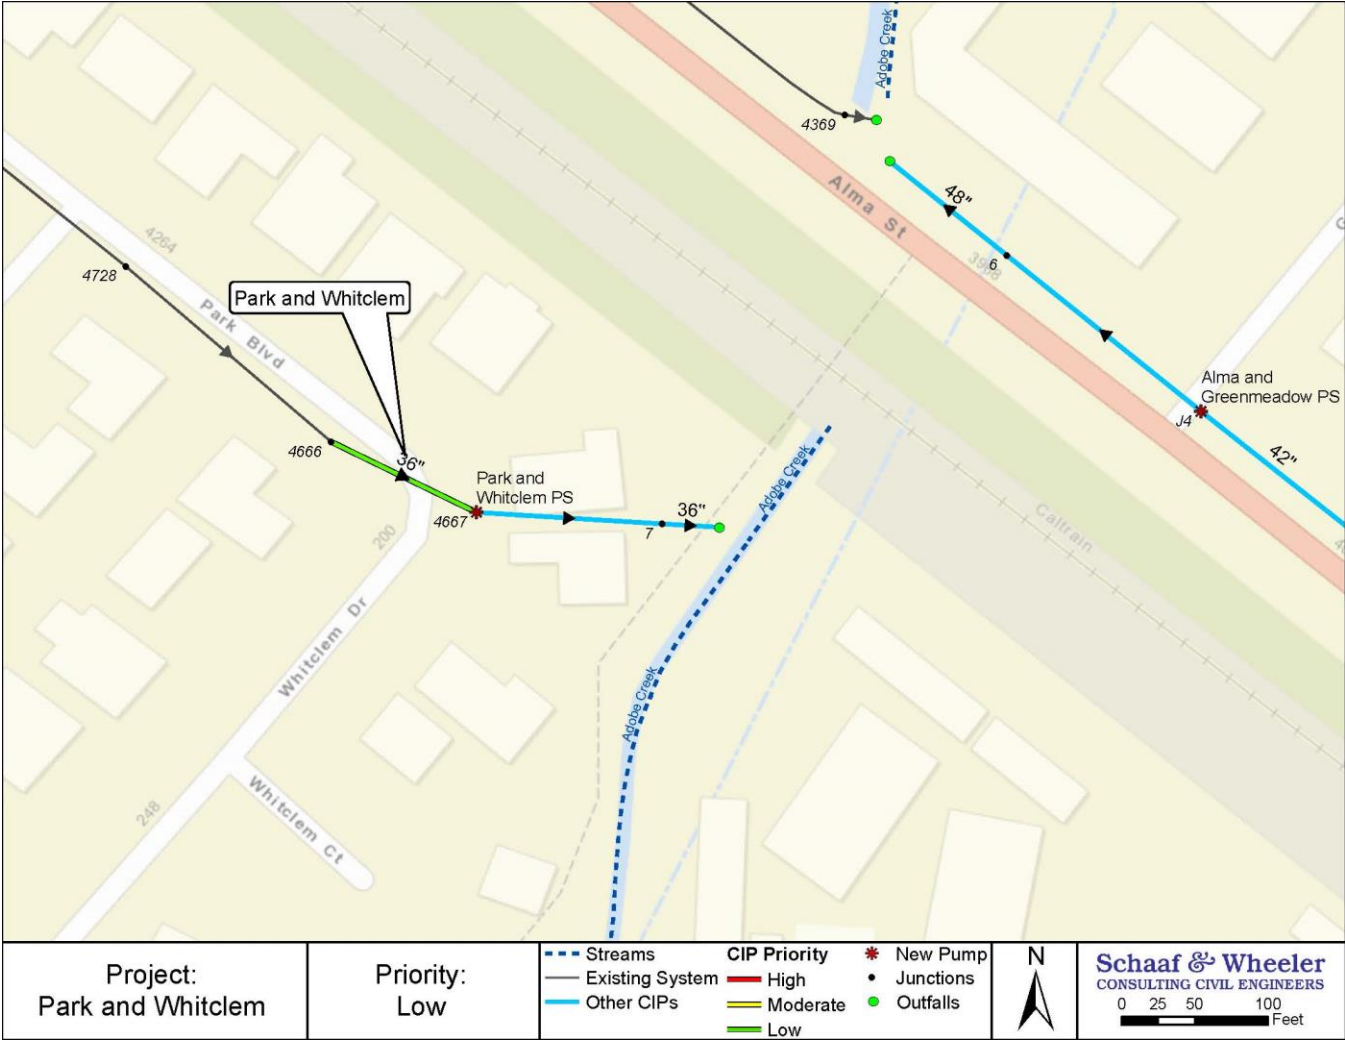 Adobe Creek
4369
48"
Alma St
3998
6
4264
4728
Park and Whitclem
Park Blvd
Alma and
Greenmeadow PS
J4
42"
4666
36"
Park and
Whitclem PS
4667
36"
7
Adobe Creek
Caltrain
200
Whitclem Dr
Adobe Creek
248
Whitclem Ct
Project:
Park and Whitclem
Priority:
Low
Streams
Existing System
Other CIPs
CIP Priority
High
Moderate
Low
New Pump
Junctions
Outfalls
N
Schaaf & Wheeler
CONSULTING CIVIL ENGINEERS
0 25 50 100
Feet